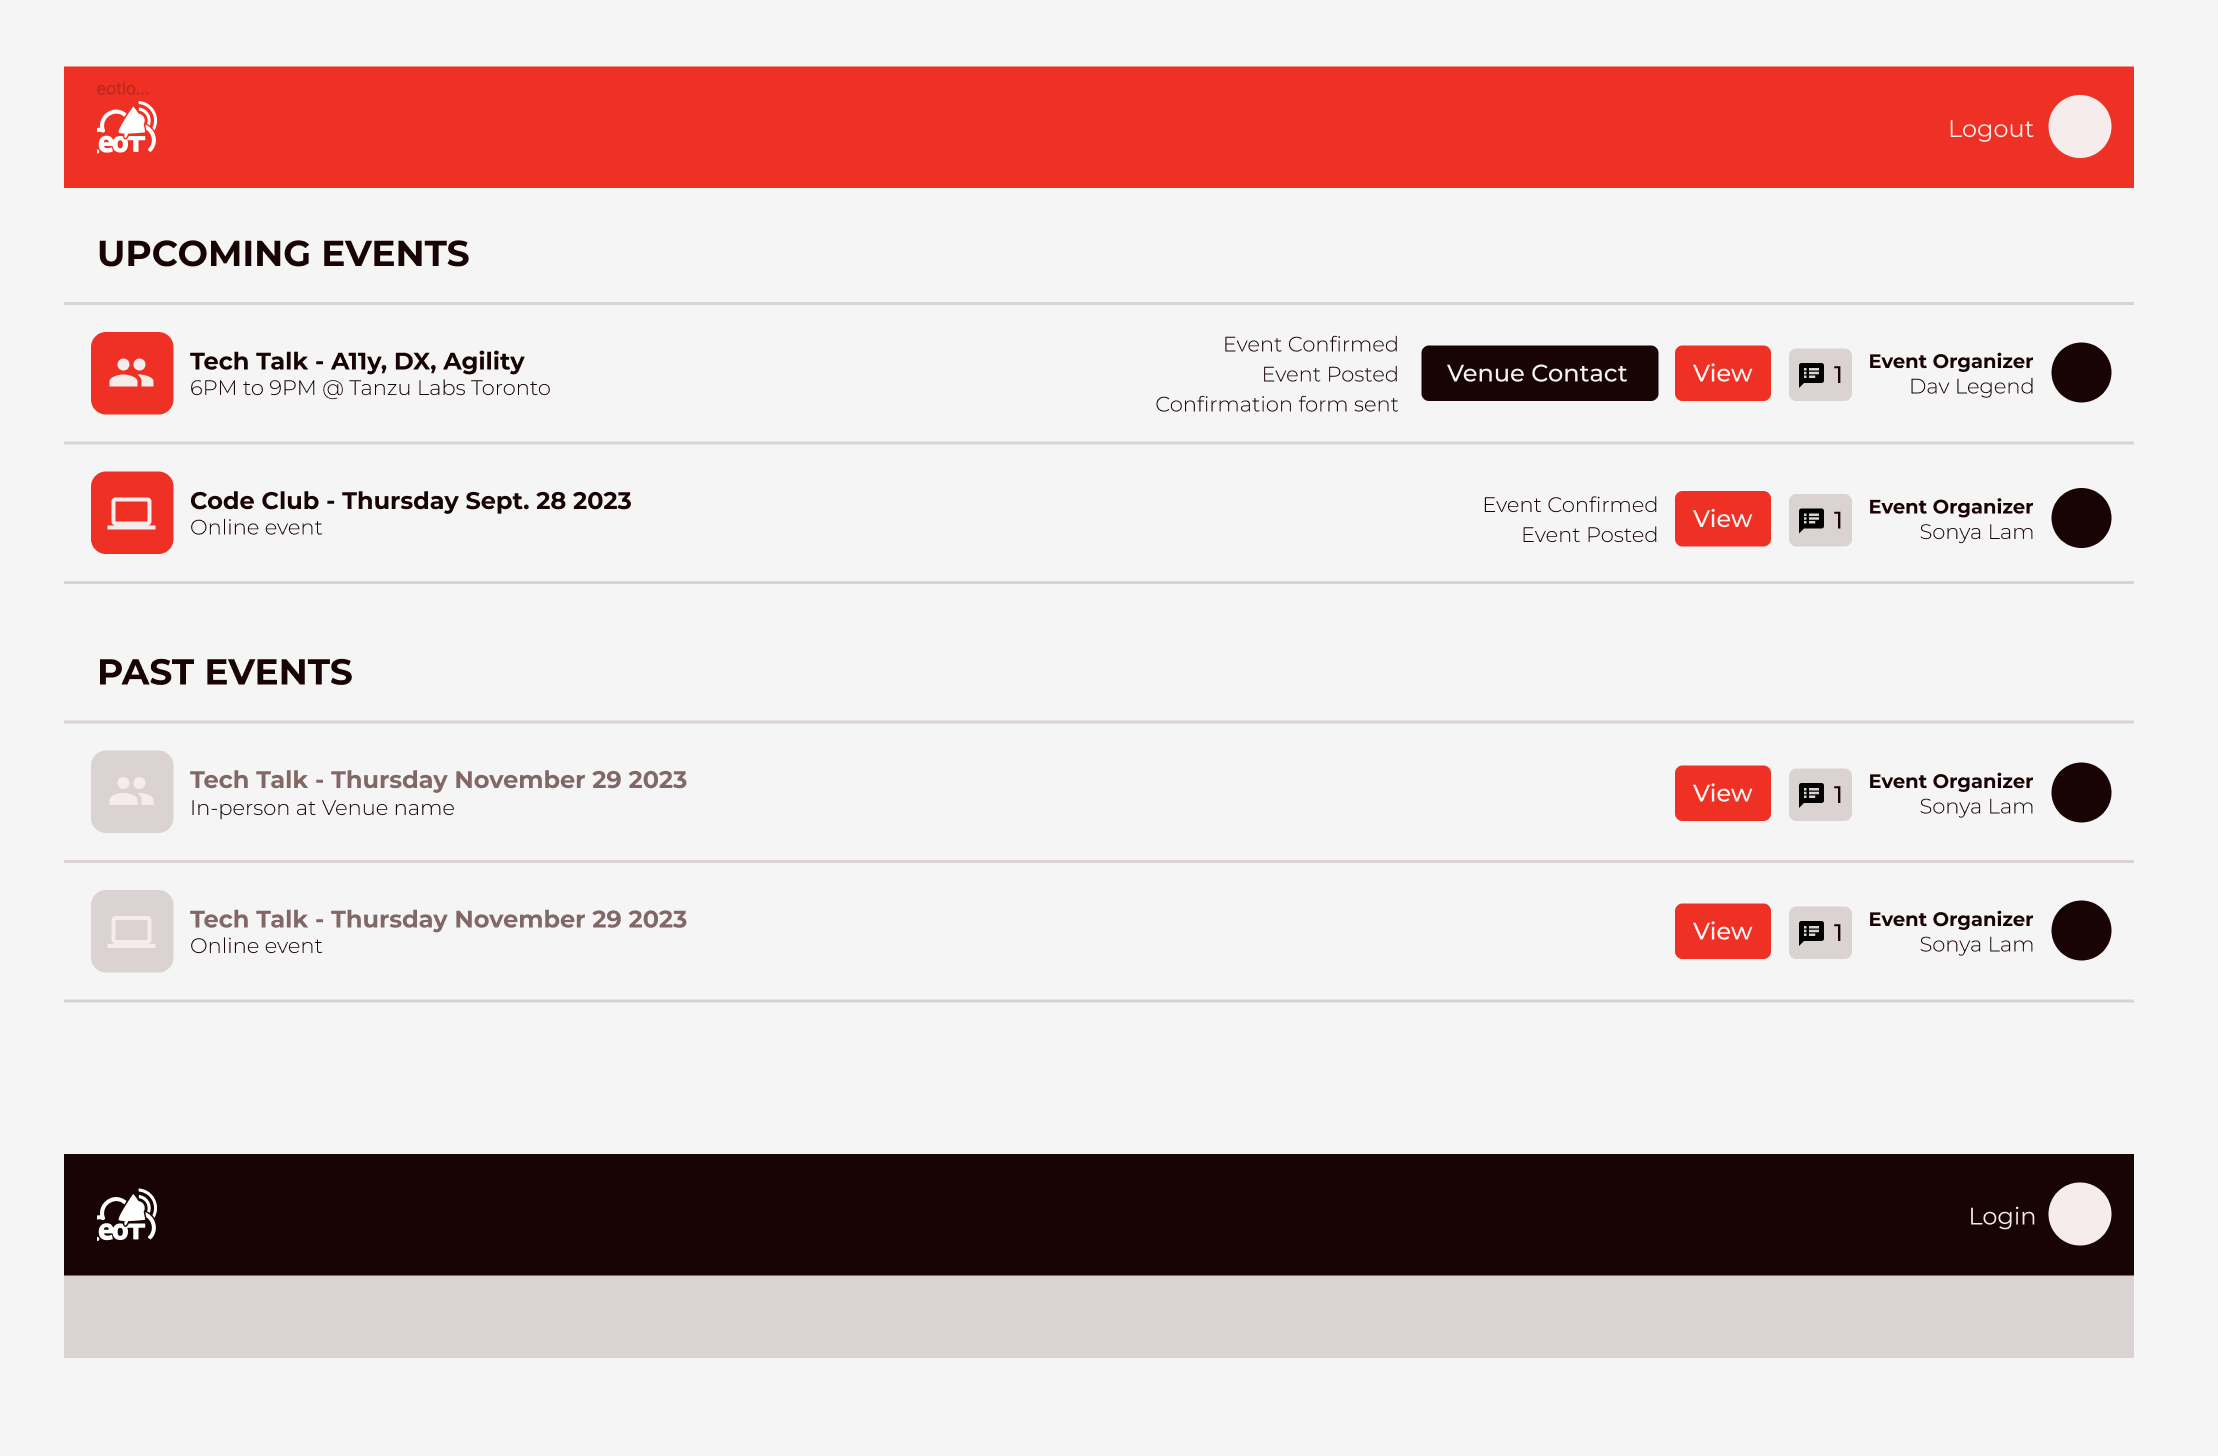 eotlo...
eoT
Logout
UPCOMING EVENTS
Tech Talk - A11y, DX, Agility
6PM to 9PM @ Tanzu Labs Toronto
Event Confirmed
Event Posted
Confirmation form sent
Venue Contact
View
1
Event Organizer
Dav Legend
Code Club - Thursday Sept. 28 2023
Online event
Event Confirmed
Event Posted
View
1
Event Organizer
Sonya Lam
PAST EVENTS
Tech Talk - Thursday November 29 2023
In-person at Venue name
View
1
Event Organizer
Sonya Lam
Tech Talk - Thursday November 29 2023
Online event
View
1
Event Organizer
Sonya Lam
eoT
Login